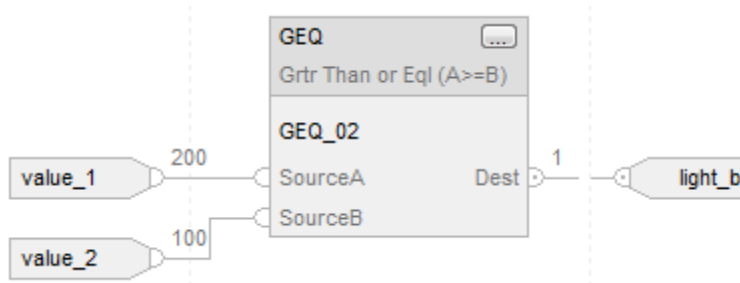 GEQ
...
Grtr Than or Eql (A>=B)
GEQ_02
200
1
value_1
SourceA
Dest
light_b
SourceB
100
value_2